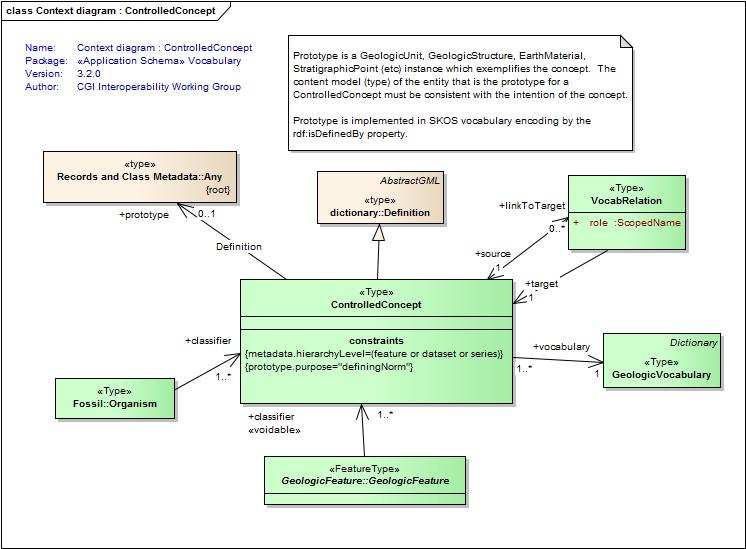 class Context diagram : ControlledConcept
Name: Context diagram : ControlledConcept
Package: «Application Schema» Vocabulary
Version: 3.2.0
Author: CGI Interoperability Working Group
Prototype is a GeologicUnit, GeologicStructure, EarthMaterial,
StratigraphicPoint (etc) instance which exemplifies the concept. The
content model (type) of the entity that is the prototype for a
ControlledConcept must be consistent with the intention of the concept.
Prototype is implemented in SKOS vocabulary encoding by the
rdf:isDefinedBy property.
«type»
Records and Class Metadata::Any
{root}
AbstractGML
«type»
dictionary::Definition
«Type»
VocabRelation
+ role :ScopedName
+prototype
0..1
Definition
+linkToTarget
0..*
+source
1
+target
1
«Type»
ControlledConcept
constraints
{metadata.hierarchyLevel=(feature or dataset or series)}
{prototype.purpose="definingNorm"}
+classifier
1..*
+vocabulary
1..*
1
Dictionary
«Type»
GeologicVocabulary
«Type»
Fossil::Organism
+classifier
«voidable»
1..*
«FeatureType»
GeologicFeature::GeologicFeature